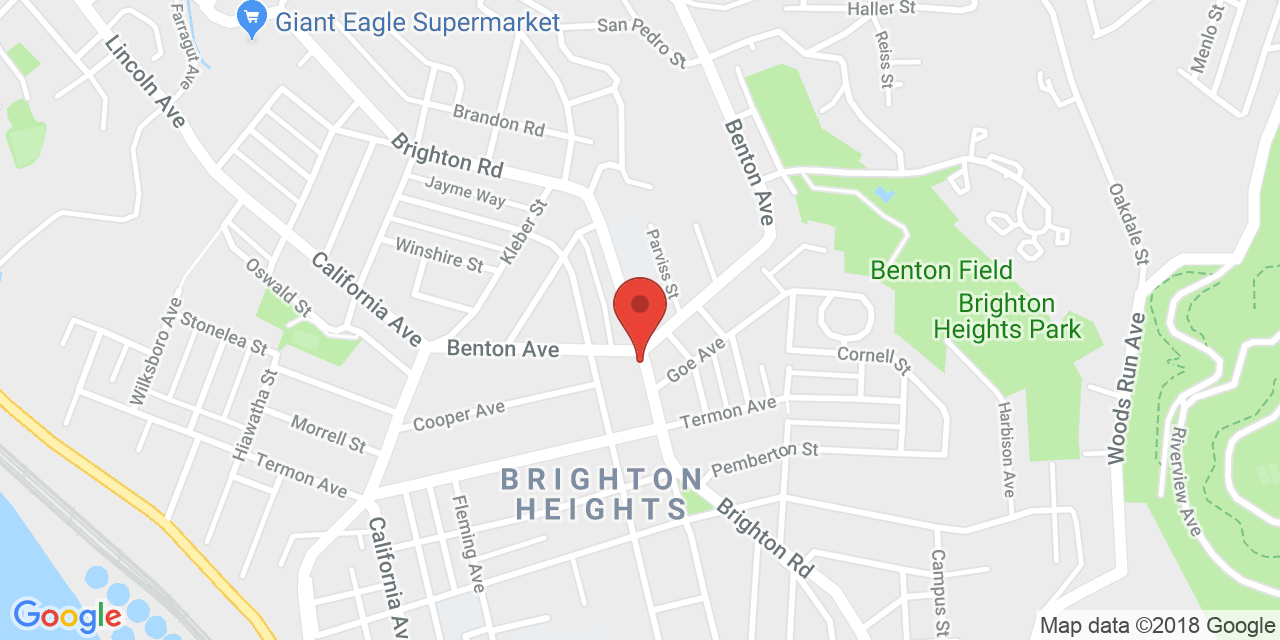 Haller St
Giant Eagle Supermarket
San Pedro St
Farragut Ave
Reiss St
Menlo St
Lincoln Ave
Brandon Rd
Benton Ave
Brighton Rd
Jayme Way
Oakdale St
Kleber St
Parviss St
Winshire St
Oswald St
California Ave
Benton Field
Brighton
Heights Park
Wilksboro Ave
Stonelea St
Benton Ave
Goe Ave
Cornell St
Woods Run Ave
Hiawatha St
Cooper Ave
Termon Ave
Morrell St
Harbison Ave
Riverview Ave
Termon Ave
Pemberton St
BRIGHTON
HEIGHTS
Fleming Ave
Brighton Rd
California Av
Campus St
Google
Map data ©2018 Google